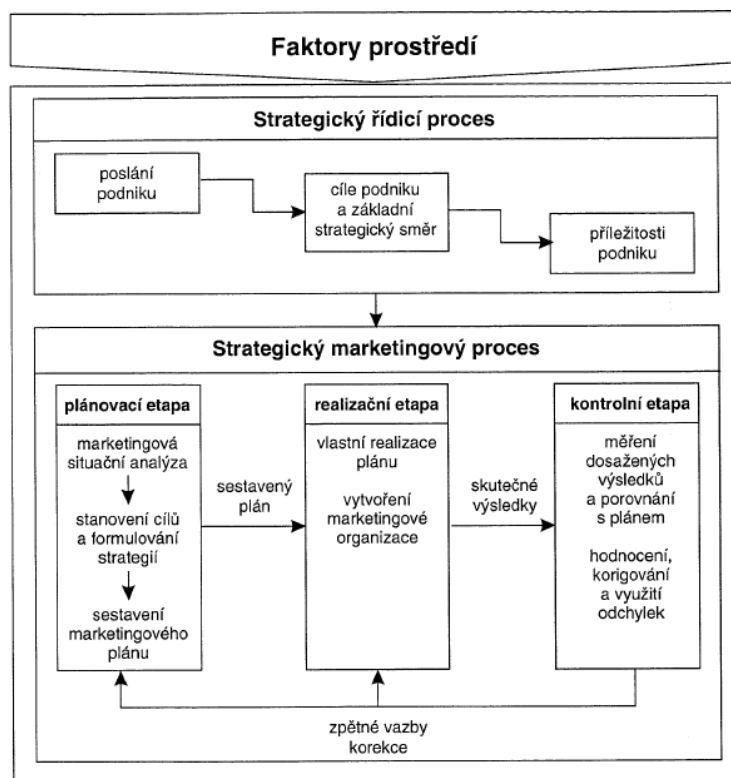 Faktory prostředí
Strategický řídicí proces
poslání
podniku
cíle podniku
a základní
strategický směr
příležitosti
podniku
Strategický marketingový proces
plánovací etapa
marketingová
situační analýza
stanovení cílů
a formulování
strategií
sestavení
marketingového
plánu
sestavený
plán
realizační etapa
vlastní realizace
plánu
vytvoření
marketingové
organizace
skutečné
výsledky
kontrolní etapa
měření
dosažených
výsledků
a porovnání
s plánem
hodnocení,
korigování
a využití
odchylek
zpětné vazby
korekce